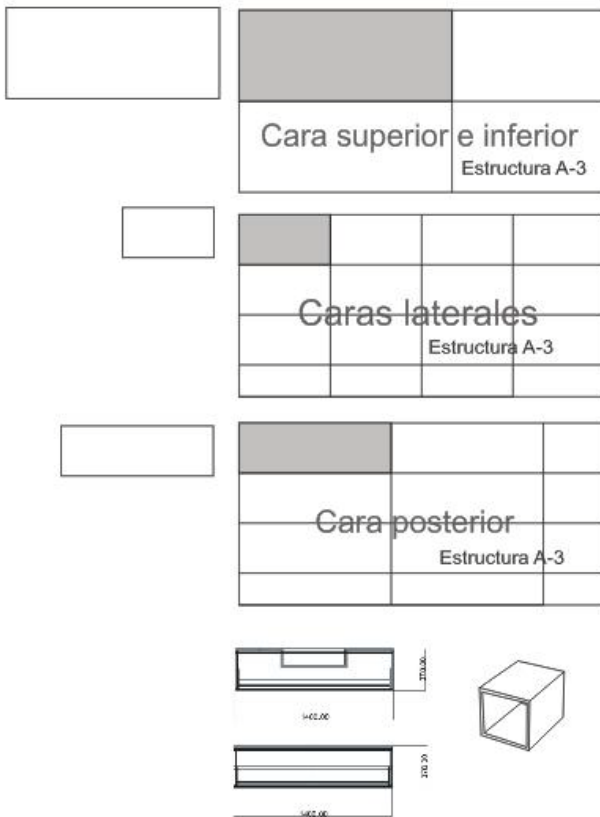 Cara superior e inferior
Estructura A-3
Caras laterales
Estructura A-3
Cara posterior
Estructura A-3